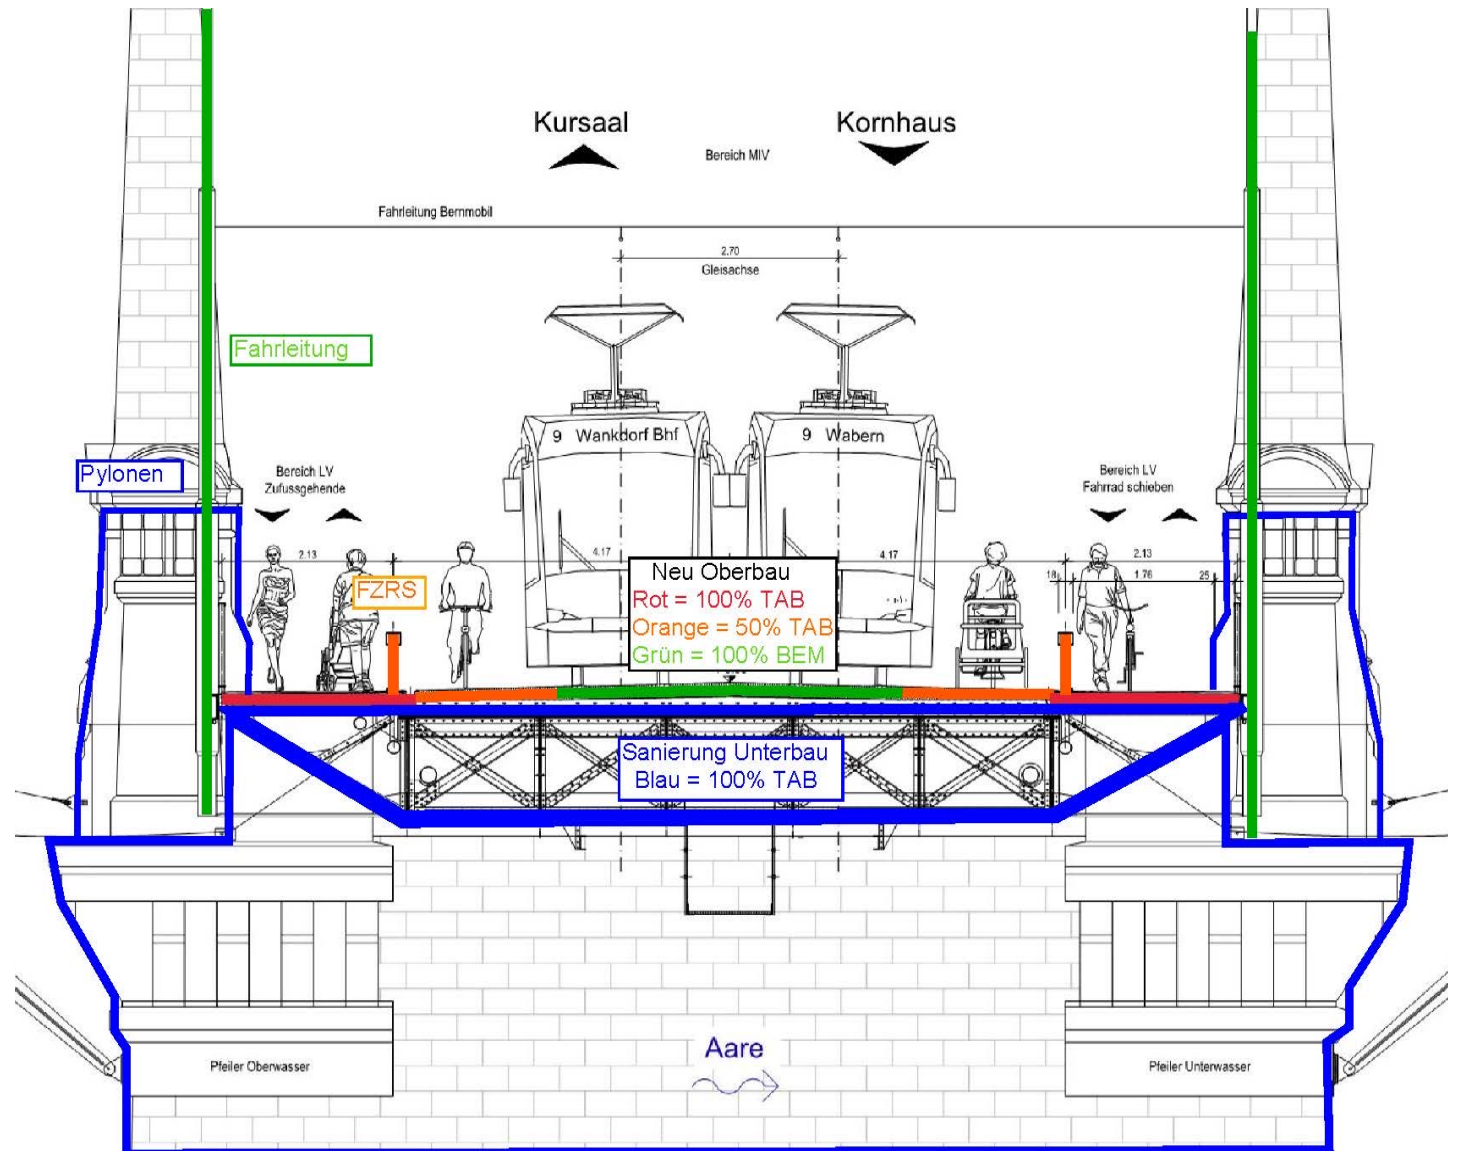 Kursaal
Kornhaus
Bereich MIV
Fahrleitung Bernmobil
2.70
Gleisachse
Fahrleitung
9 Wankdorf Bhf
9 Wabern
Pylonen
Bereich LV
Zufussgehende
Bereich LV
Fahrrad schieben
2.13
4.17
4.17
2.13
18
1.76
25
FZRS
Neu Oberbau
Rot = 100% TAB
Orange = 50% TAB
Grün = 100% BEM
Sanierung Unterbau
Blau = 100% TAB
Aare
Pfeiler Oberwasser
Pfeiler Unterwasser